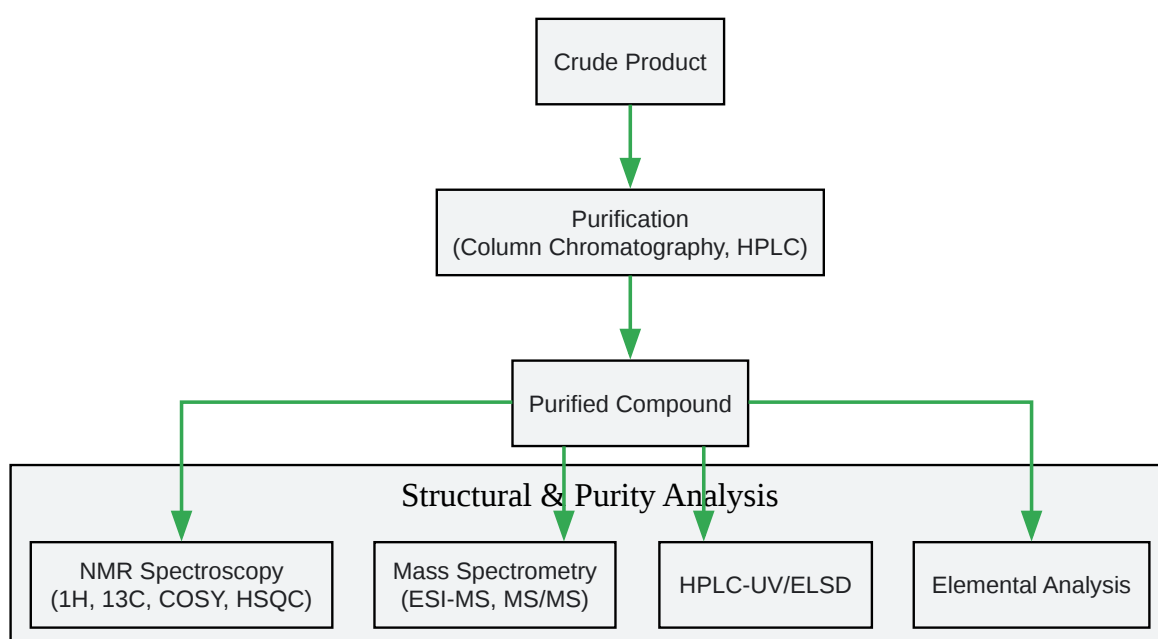 Crude Product
Purification
(Column Chromatography, HPLC)
Purified Compound
Structural & Purity Analysis
NMR Spectroscopy
(1H, 13C, COSY, HSQC)
Mass Spectrometry
(ESI-MS, MS/MS)
HPLC-UV/ELSD
Elemental Analysis